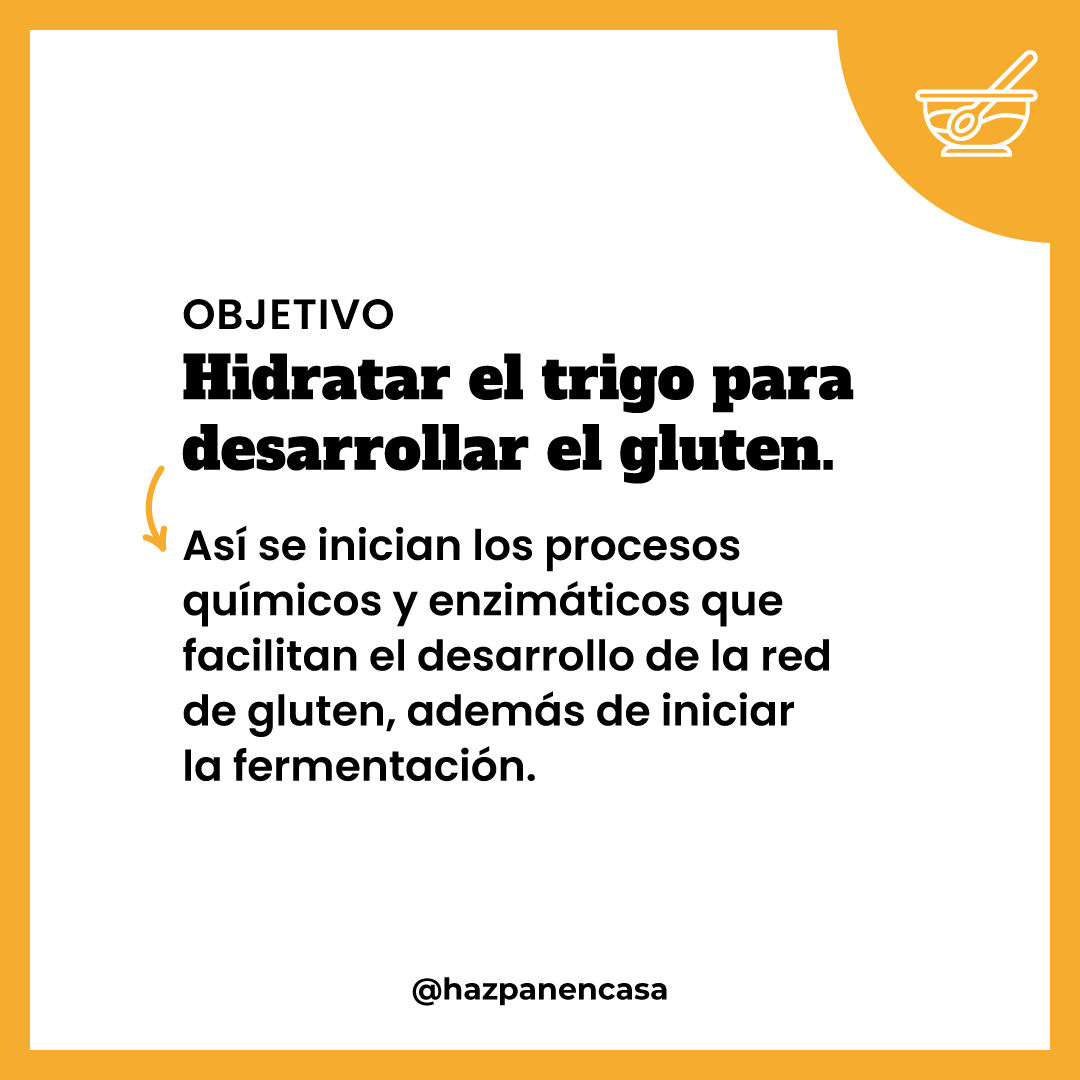 OBJETIVO
Hidratar el trigo para
desarrollar el gluten.
Así se inician los procesos
químicos y enzimáticos que
facilitan el desarrollo de la red
de gluten, además de iniciar
la fermentación.
@hazpanencasa